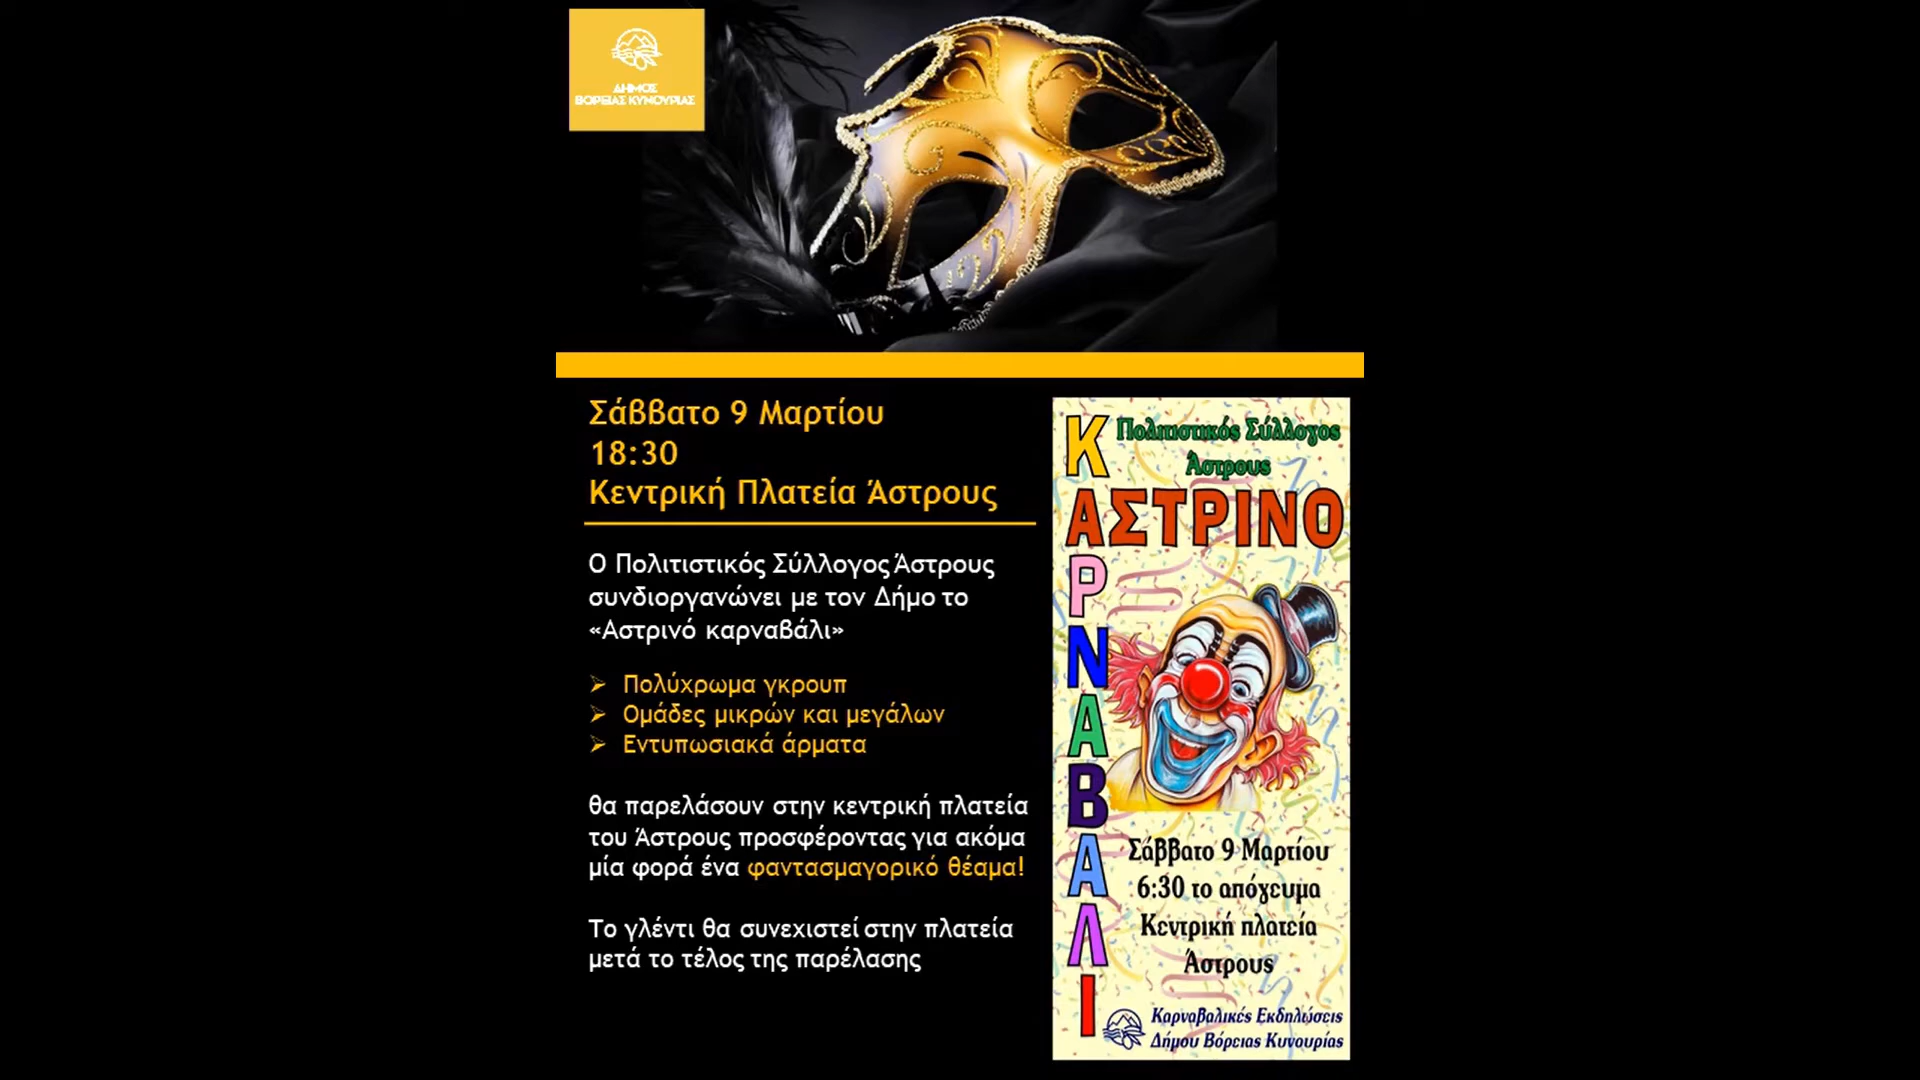 ΔΗΜΟΣ
ΒΟΡΕΙΑΣ ΚΥΝΟΥΡΙΑΣ
Σάββατο 9 Μαρτίου
18:30
Κεντρική Πλατεία Άστρους
Ο Πολιτιστικός Σύλλογος Άστρους
συνδιοργανώνει με τον Δήμο το
«Αστρινό καρναβάλι»
➢ Πολύχρωμα γκρουπ
➢ Ομάδες μικρών και μεγάλων
➢ Εντυπωσιακά άρματα
θα παρελάσουν στην κεντρική πλατεία
του Άστρους προσφέροντας για ακόμα
μία φορά ένα φαντασμαγορικό θέαμα!
Το γλέντι θα συνεχιστεί στην πλατεία
μετά το τέλος της παρέλασης
Πολιτιστικός Σύλλογος
Άστρους
ΑΣΤΡΙΝΟ
ΚΑΡΝΑΒΑΛΙ
Σάββατο 9 Μαρτίου
6:30 το απόγευμα
Κεντρική πλατεία
Άστρους
Καρναβαλικές Εκδηλώσεις
Δήμου Βόρειας Κυνουρίας